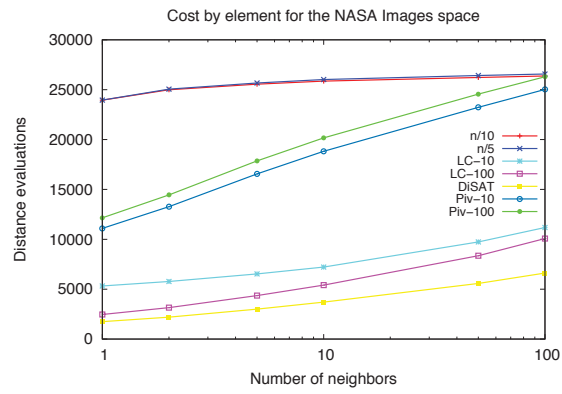 Cost by element for the NASA Images space
30000
25000
20000
15000
10000
5000
0
Distance evaluations
n/10
n/5
LC-10
LC-100
DiSAT
Piv-10
Piv-100
1
10
100
Number of neighbors